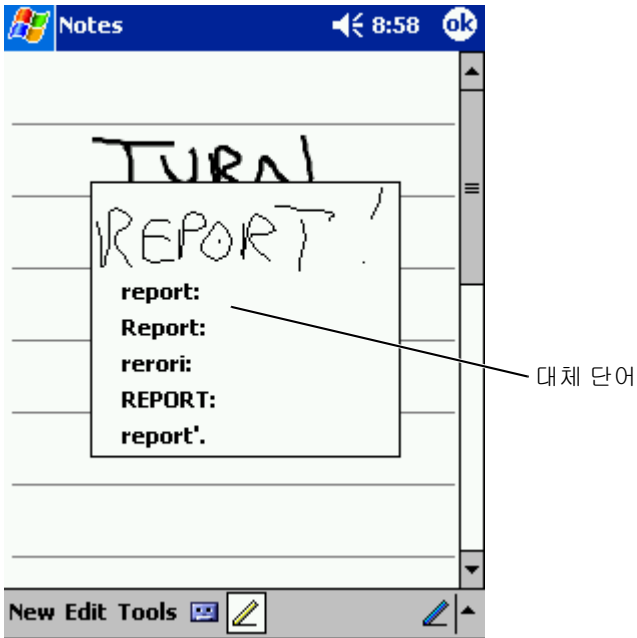 Notes 8:58 ok
TURN
REPORT!
report:
Report:
rerori:
REPORT:
report'.
대체 단어
New Edit Tools